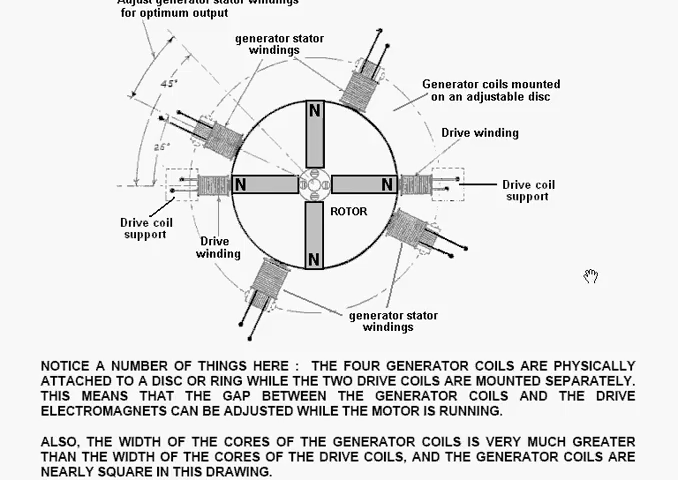 Adjust generator stator windings
for optimum output
generator stator
windings
45°
Generator coils mounted
on an adjustable disc
N
Drive winding
25°
N
N
Drive coil
support
ROTOR
Drive coil
support
Drive
winding
N
generator stator
windings
NOTICE A NUMBER OF THINGS HERE : THE FOUR GENERATOR COILS ARE PHYSICALLY
ATTACHED TO A DISC OR RING WHILE THE TWO DRIVE COILS ARE MOUNTED SEPARATELY.
THIS MEANS THAT THE GAP BETWEEN THE GENERATOR COILS AND THE DRIVE
ELECTROMAGNETS CAN BE ADJUSTED WHILE THE MOTOR IS RUNNING.
ALSO, THE WIDTH OF THE CORES OF THE GENERATOR COILS IS VERY MUCH GREATER
THAN THE WIDTH OF THE CORES OF THE DRIVE COILS, AND THE GENERATOR COILS ARE
NEARLY SQUARE IN THIS DRAWING.